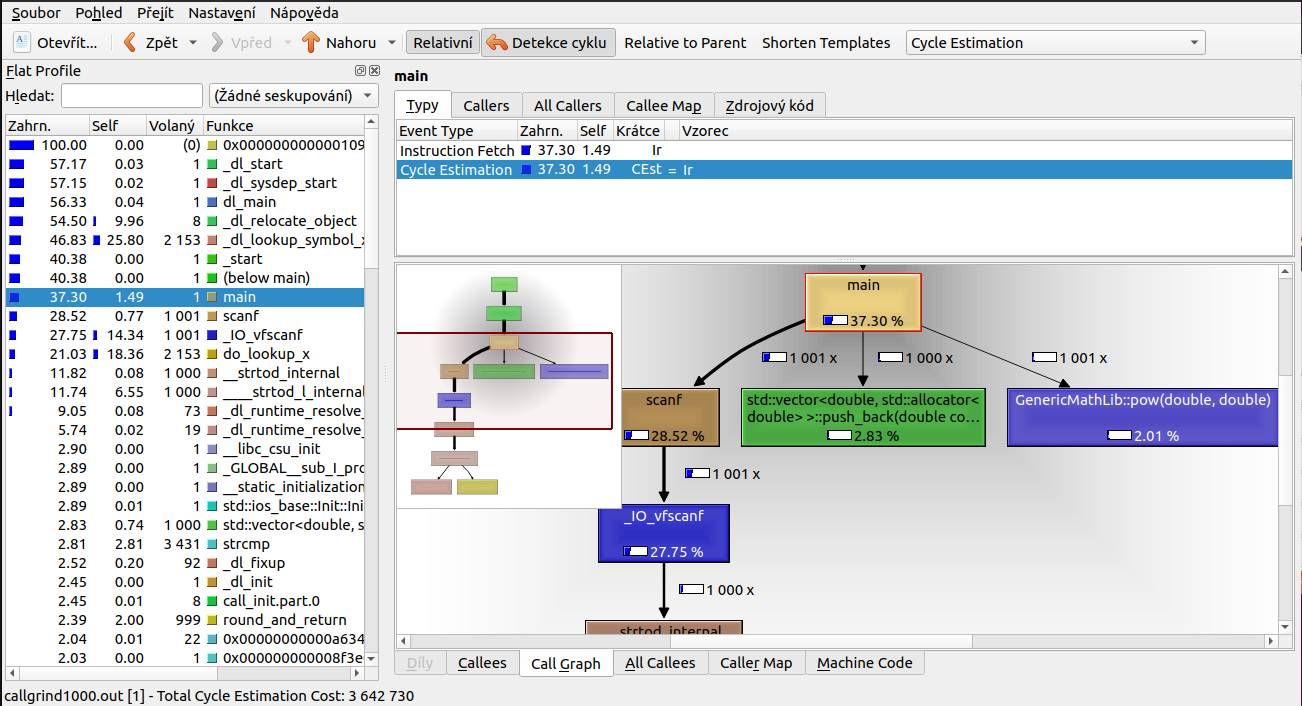 Soubor Pohled Přejít Nastavení Nápověda
Otevřít... Zpět Vpřed Nahoru Relativní Detekce cyklu Relative to Parent Shorten Templates Cycle Estimation
Flat Profile
Hledat: (Žádné seskupování)
Zahrn. Self Volaný Funkce
100.00 0.00 (0) 0x000000000000109
57.17 0.03 1 _dl_start
57.15 0.02 1 _dl_sysdep_start
56.33 0.04 1 dl_main
54.50 9.96 8 _dl_relocate_object
46.83 25.80 2 153 _dl_lookup_symbol_x
40.38 0.00 1 _start
40.38 0.00 1 (below main)
37.30 1.49 1 main
28.52 0.77 1 001 scanf
27.75 14.34 1 001 _IO_vfscanf
21.03 18.36 2 153 do_lookup_x
11.82 0.08 1 000 __strtod_internal
11.74 6.55 1 000 ____strtod_l_internal
9.05 0.08 73 _dl_runtime_resolve_
5.74 0.02 19 _dl_runtime_resolve_
2.90 0.00 1 __libc_csu_init
2.89 0.00 1 _GLOBAL__sub_I_pro
2.89 0.00 1 __static_initialization
2.89 0.01 1 std::ios_base::Init::Ini
2.83 0.74 1 000 std::vector<double, s
2.81 2.81 3 431 strcmp
2.52 0.20 92 _dl_fixup
2.45 0.00 1 _dl_init
2.45 0.01 8 call_init.part.0
2.39 2.00 999 round_and_return
2.04 0.01 22 0x00000000000a634
2.03 0.00 1 0x000000000008f3e
main
Typy Callers All Callers Callee Map Zdrojový kód
Event Type Zahrn. Self Krátce Vzorec
Instruction Fetch 37.30 1.49 Ir
Cycle Estimation 37.30 1.49 CEst = Ir
main
37.30 %
1 001 x 1 000 x 1 001 x
scanf
28.52 %
std::vector<double, std::allocator<
double> >::push_back(double co...
2.83 %
GenericMathLib::pow(double, double)
2.01 %
1 001 x
_IO_vfscanf
27.75 %
1 000 x
__strtod_internal
Díly Callees Call Graph All Callees Caller Map Machine Code
callgrind1000.out [1] - Total Cycle Estimation Cost: 3 642 730